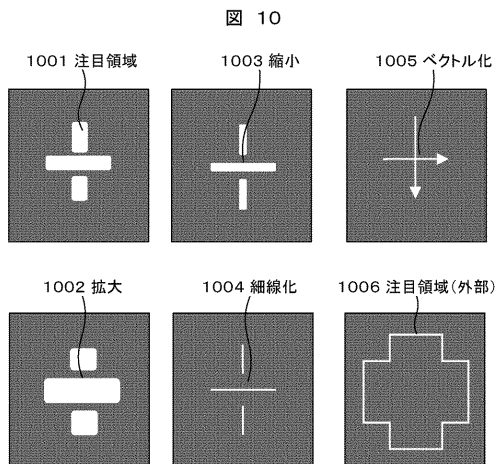 図 10
1001 注目領域
1003 縮小
1005 ベクトル化
1002 拡大
1004 細線化
1006 注目領域(外部)